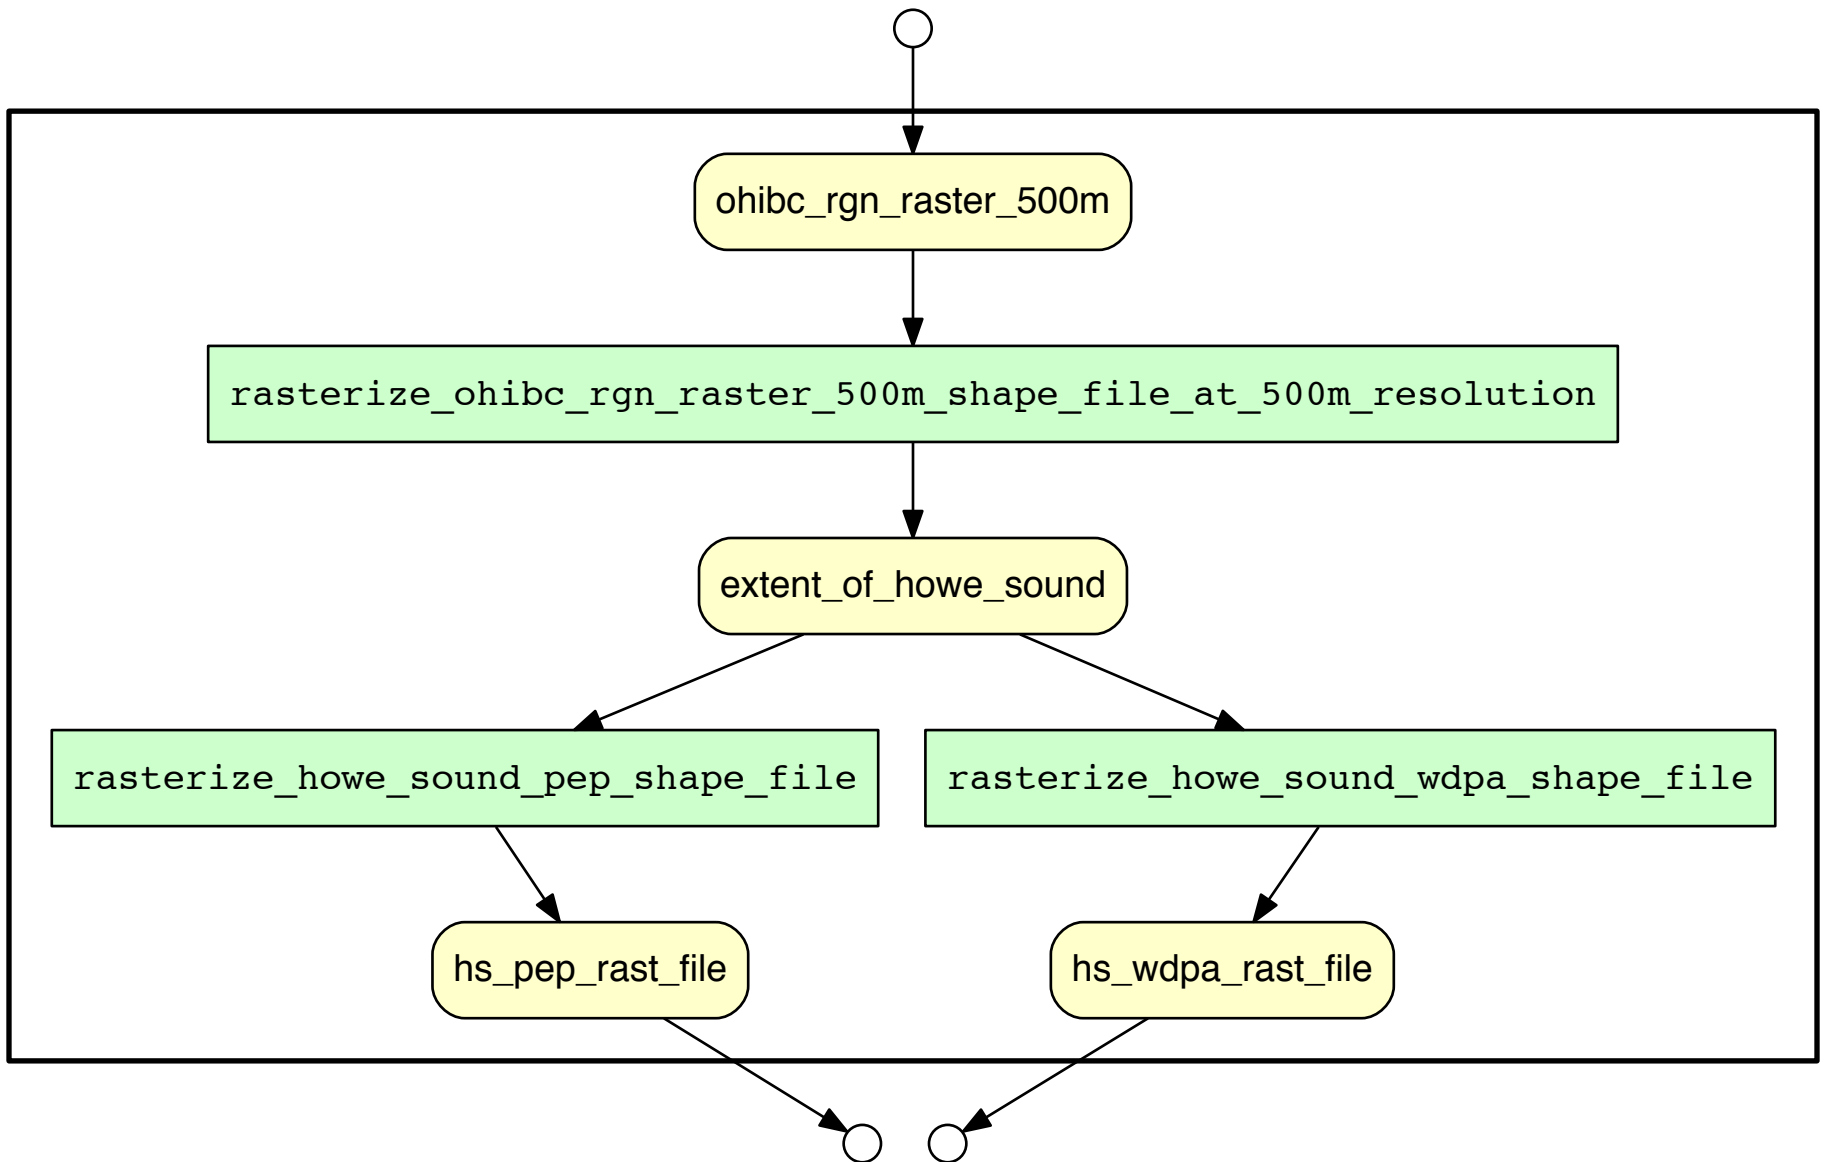 ohibc_rgn_raster_500m
rasterize_ohibc_rgn_raster_500m_shape_file_at_500m_resolution
extent_of_howe_sound
rasterize_howe_sound_pep_shape_file
rasterize_howe_sound_wdpa_shape_file
hs_pep_rast_file
hs_wdpa_rast_file